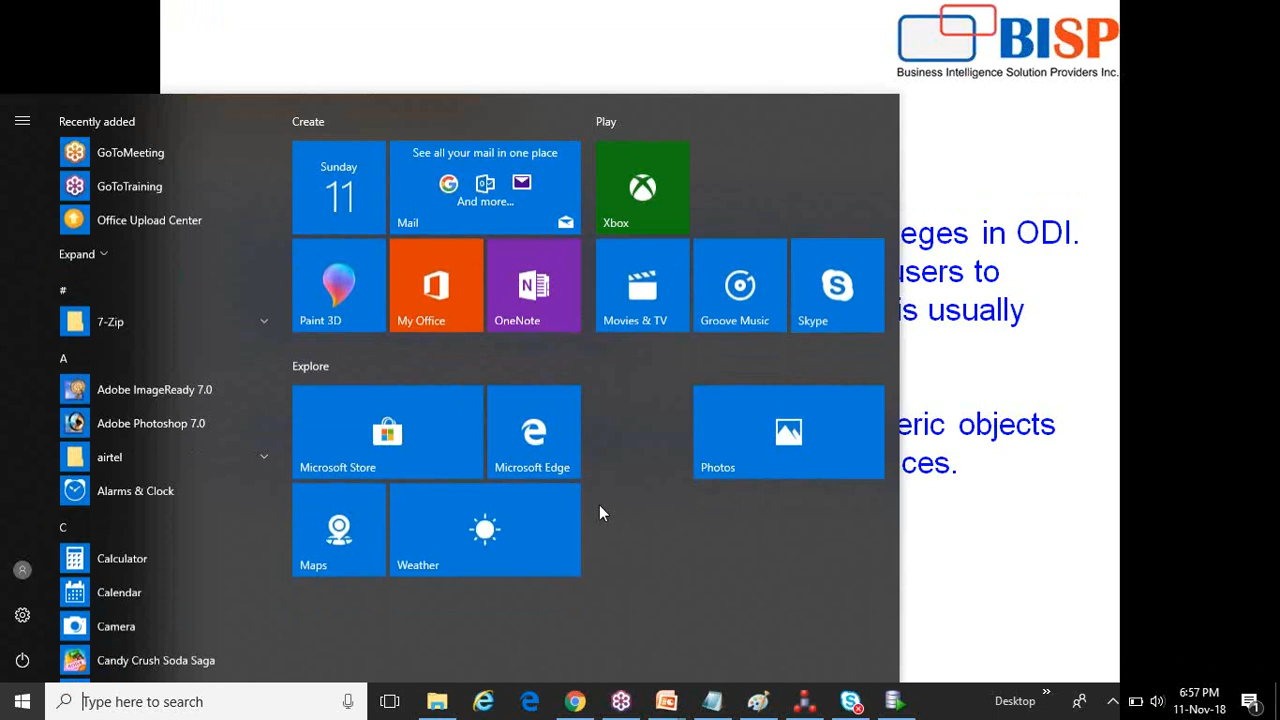 BISP
Business Intelligence Solution Providers Inc.
Recently added
GoToMeeting
GoToTraining
Office Upload Center
Expand
#
7-Zip
A
Adobe ImageReady 7.0
Adobe Photoshop 7.0
airtel
Alarms & Clock
C
Calculator
Calendar
Camera
Candy Crush Soda Saga
Create
Sunday
11
See all your mail in one place
And more...
Mail
Paint 3D
My Office
OneNote
Explore
Microsoft Store
Microsoft Edge
Maps
Weather
Play
Xbox
Movies & TV
Groove Music
Skype
Photos
eges in ODI.
users to
is usually
eric objects
ces.
Type here to search
Desktop
6:57 PM
11-Nov-18
1